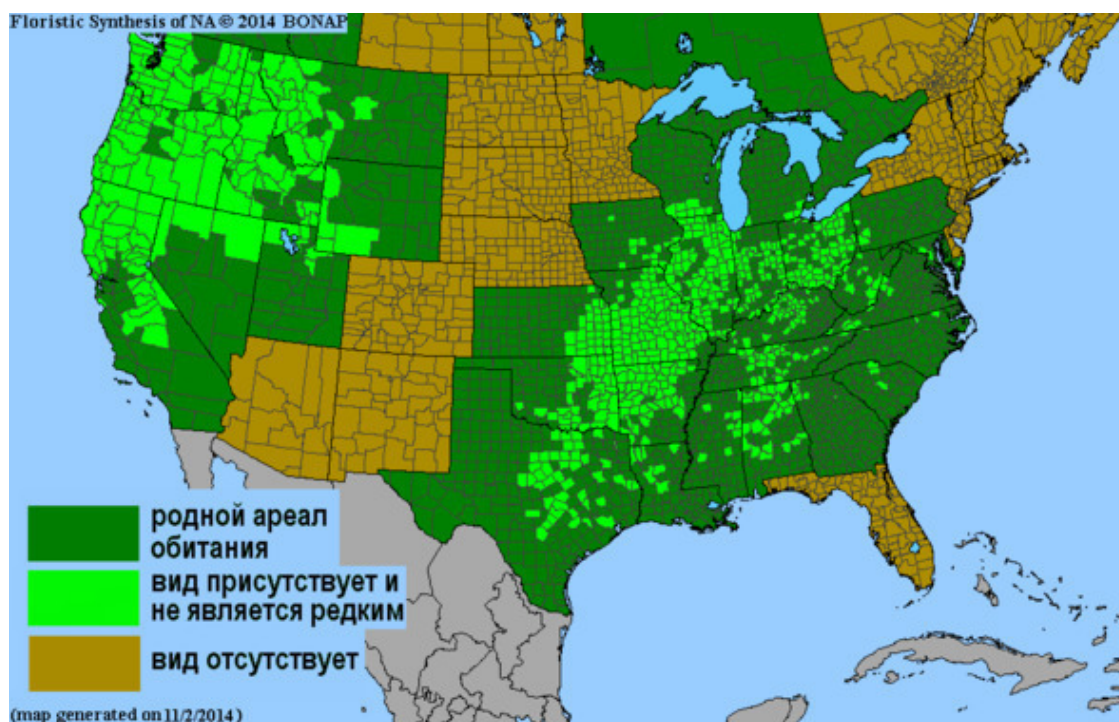 Floristic Synthesis of NA © 2014 BONAP
родной ареал
обитания
вид присутствует и
не является редким
вид отсутствует
(map generated on 11/2/2014)